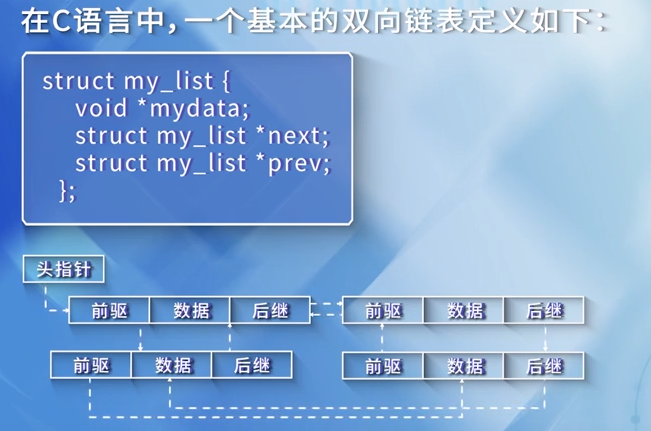 在C语言中，一个基本的双向链表定义如下：
struct my_list {
void *mydata;
struct my_list *next;
struct my_list *prev;
};
头指针
前驱 数据 后继 前驱 数据 后继
前驱 数据 后继 前驱 数据 后继